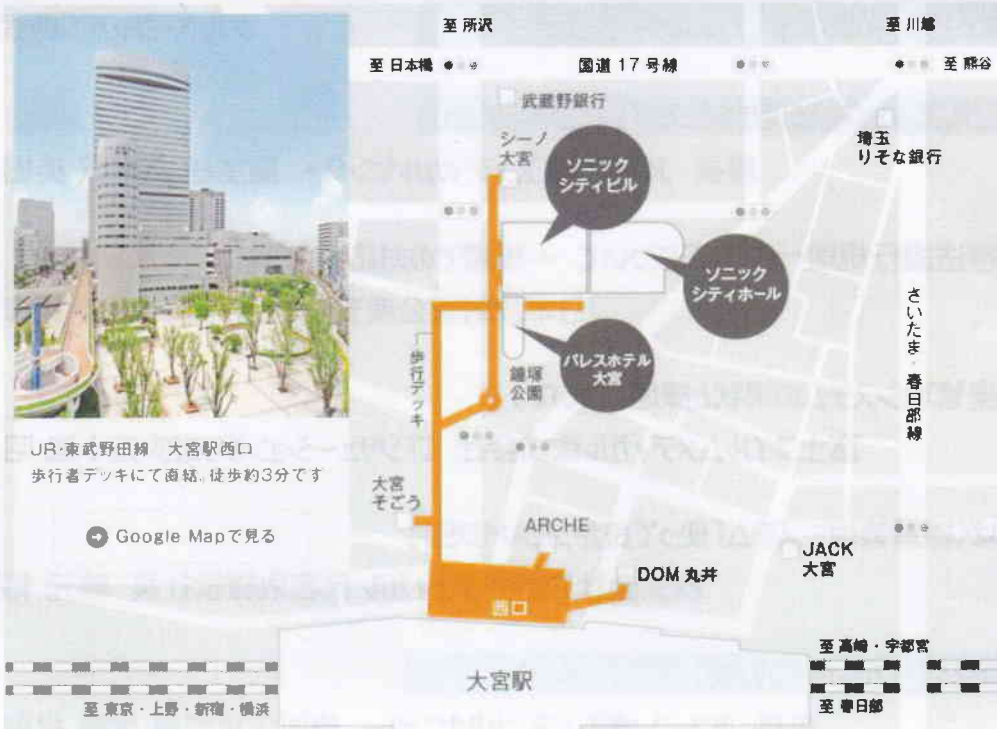 至 所沢
至 川越
至 日本橋
国道 17 号線
至 熊谷
武蔵野銀行
シーノ
大宮
ソニック
シティビル
埼玉
りそな銀行
ソニック
シティホール
さいたま・春日部線
歩行デッキ
鐘塚
公園
パレスホテル
大宮
JR・東武野田線 大宮駅西口
歩行者デッキにて直結。徒歩約3分です
Google Mapで見る
大宮
そごう
ARCHE
JACK
大宮
DOM 丸井
西口
大宮駅
至 高崎・宇都宮
至 東京・上野・新宿・横浜
至 春日部